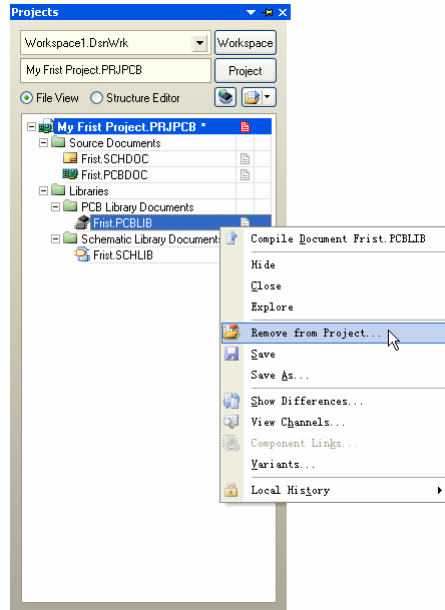 Projects
Workspace1.DsnWrk
Workspace
My Frist Project.PRJPCB
Project
File View
Structure Editor
My Frist Project.PRJPCB *
Source Documents
Frist.SCHDOC
Frist.PCBDOC
Libraries
PCB Library Documents
Frist.PCBLIB
Schematic Library Document
Frist.SCHLIB
Compile Document Frist.PCBLIB
Hide
Close
Explore
Remove from Project...
Save
Save As...
Show Differences...
View Channels...
Component Links...
Variants...
Local History